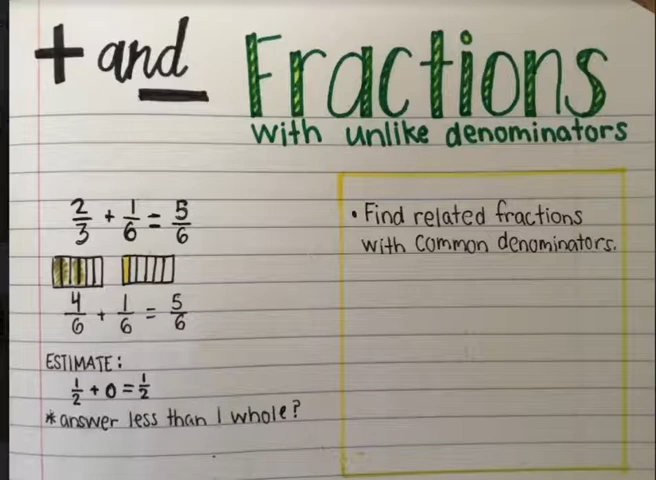 + and Fractions
with unlike denominators
2/3 + 1/6 = 5/6
4/6 + 1/6 = 5/6
ESTIMATE:
1/2 + 0 = 1/2
*answer less than 1 whole?
• Find related fractions
with common denominators.